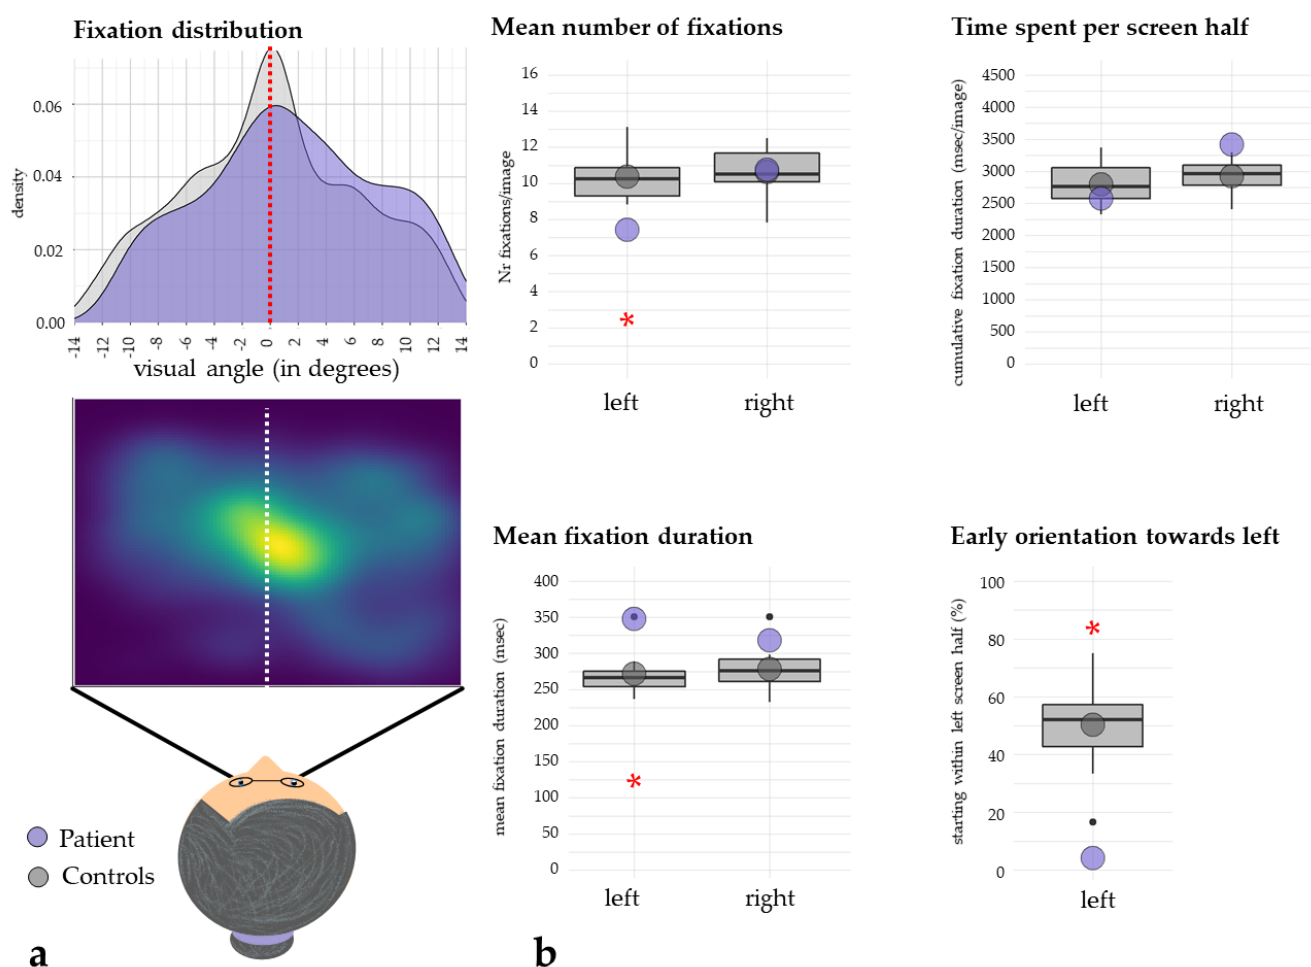 Fixation distribution
density
0.06
0.04
0.02
0.00
-14 -12 -10 -8 -6 -4 -2 0 2 4 6 8 10 12 14
visual angle (in degrees)
Patient
Controls
a
Mean number of fixations
Nr fixations/image
16
14
12
10
8
6
4
2
0
*
left right
Time spent per screen half
cumulative fixation duration (msec/image)
4500
4000
3500
3000
2500
2000
1500
1000
500
0
left right
Mean fixation duration
mean fixation duration (msec)
400
350
300
250
200
150
100
50
0
*
left right
Early orientation towards left
starting within left screen half (%)
100
80
60
40
20
0
*
left
b